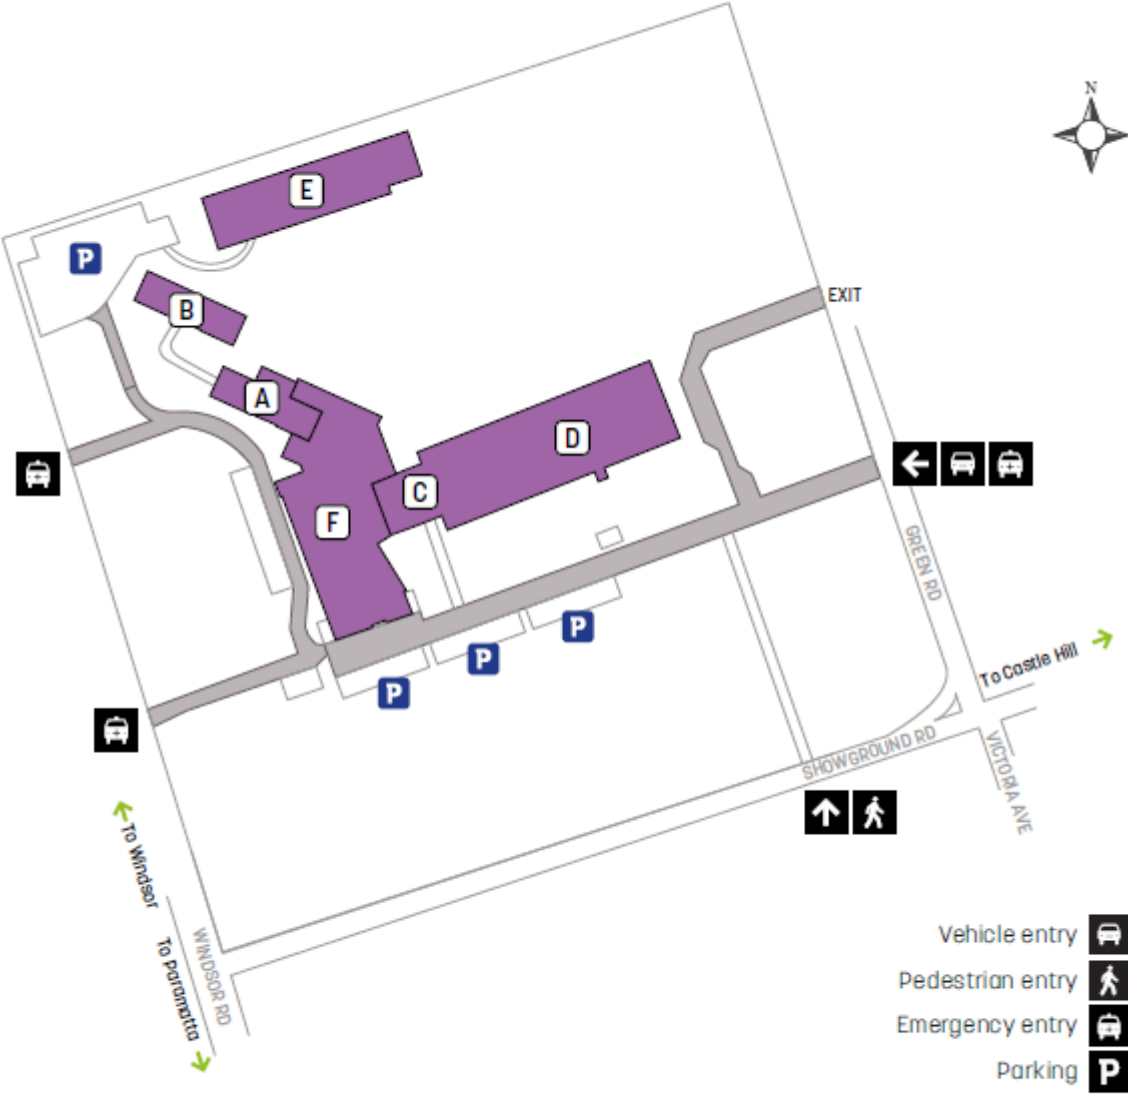 N
E
P
B
EXIT
A
D
C
F
GREEN RD
P
P
P
To Castle Hill
SHOWGROUND RD
VICTORIA AVE
To Windsor
To Paramatta
WINDSOR RD
Vehicle entry
Pedestrian entry
Emergency entry
Parking P